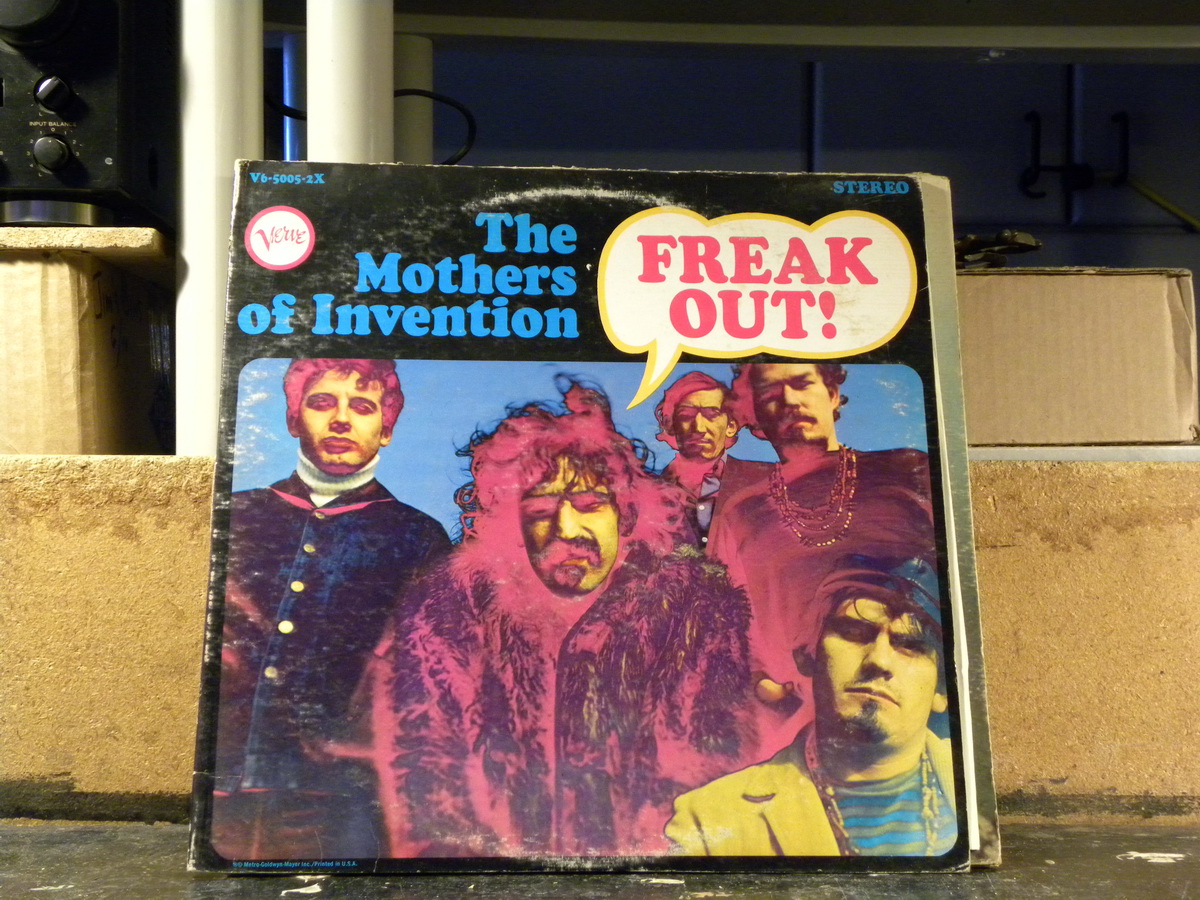 INPUT BALANCE
V6-5005-2X
STEREO
Verve
The
Mothers
of Invention
FREAK
OUT!
Metro-Goldwyn-Mayer Inc./Printed in U.S.A.